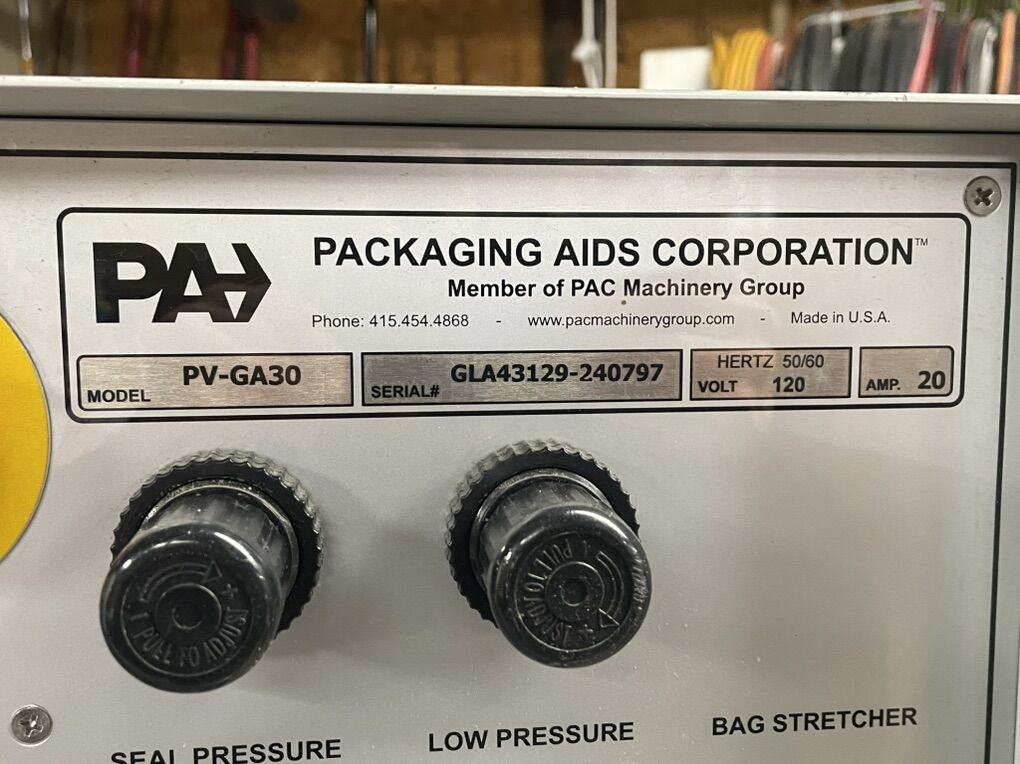 PA
PACKAGING AIDS CORPORATION™
Member of PAC Machinery Group
Phone: 415.454.4868 - www.pacmachinerygroup.com - Made in U.S.A.
MODEL PV-GA30
SERIAL# GLA43129-240797
HERTZ 50/60
VOLT 120
AMP. 20
PULL TO ADJUST
PULL TO ADJUST
SEAL PRESSURE
LOW PRESSURE
BAG STRETCHER